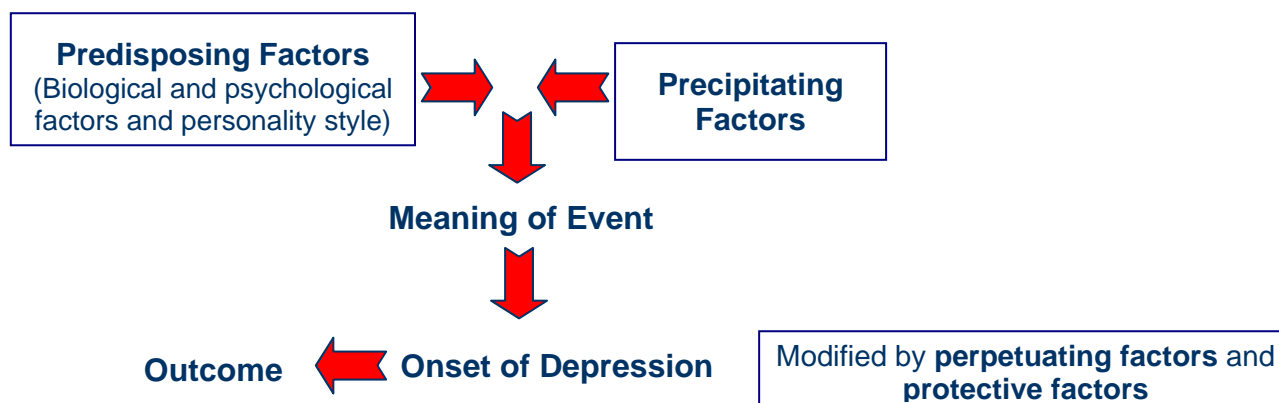 Predisposing Factors
(Biological and psychological
factors and personality style)
Precipitating
Factors
Meaning of Event
Outcome
Onset of Depression
Modified by perpetuating factors and
protective factors